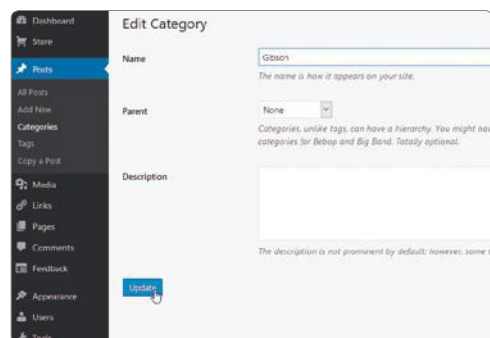 Dashboard
Store
Posts
All Posts
Add New
Categories
Tags
Copy a Post
Media
Links
Pages
Comments
Feedback
Appearance
Users
Tools
Edit Category
Name
Gibson
The name is how it appears on your site.
Parent
None
Categories, unlike tags, can have a hierarchy. You might
categories for Bebop and Big Band. Totally optional.
Description
The description is not prominent by default; however, some
Update